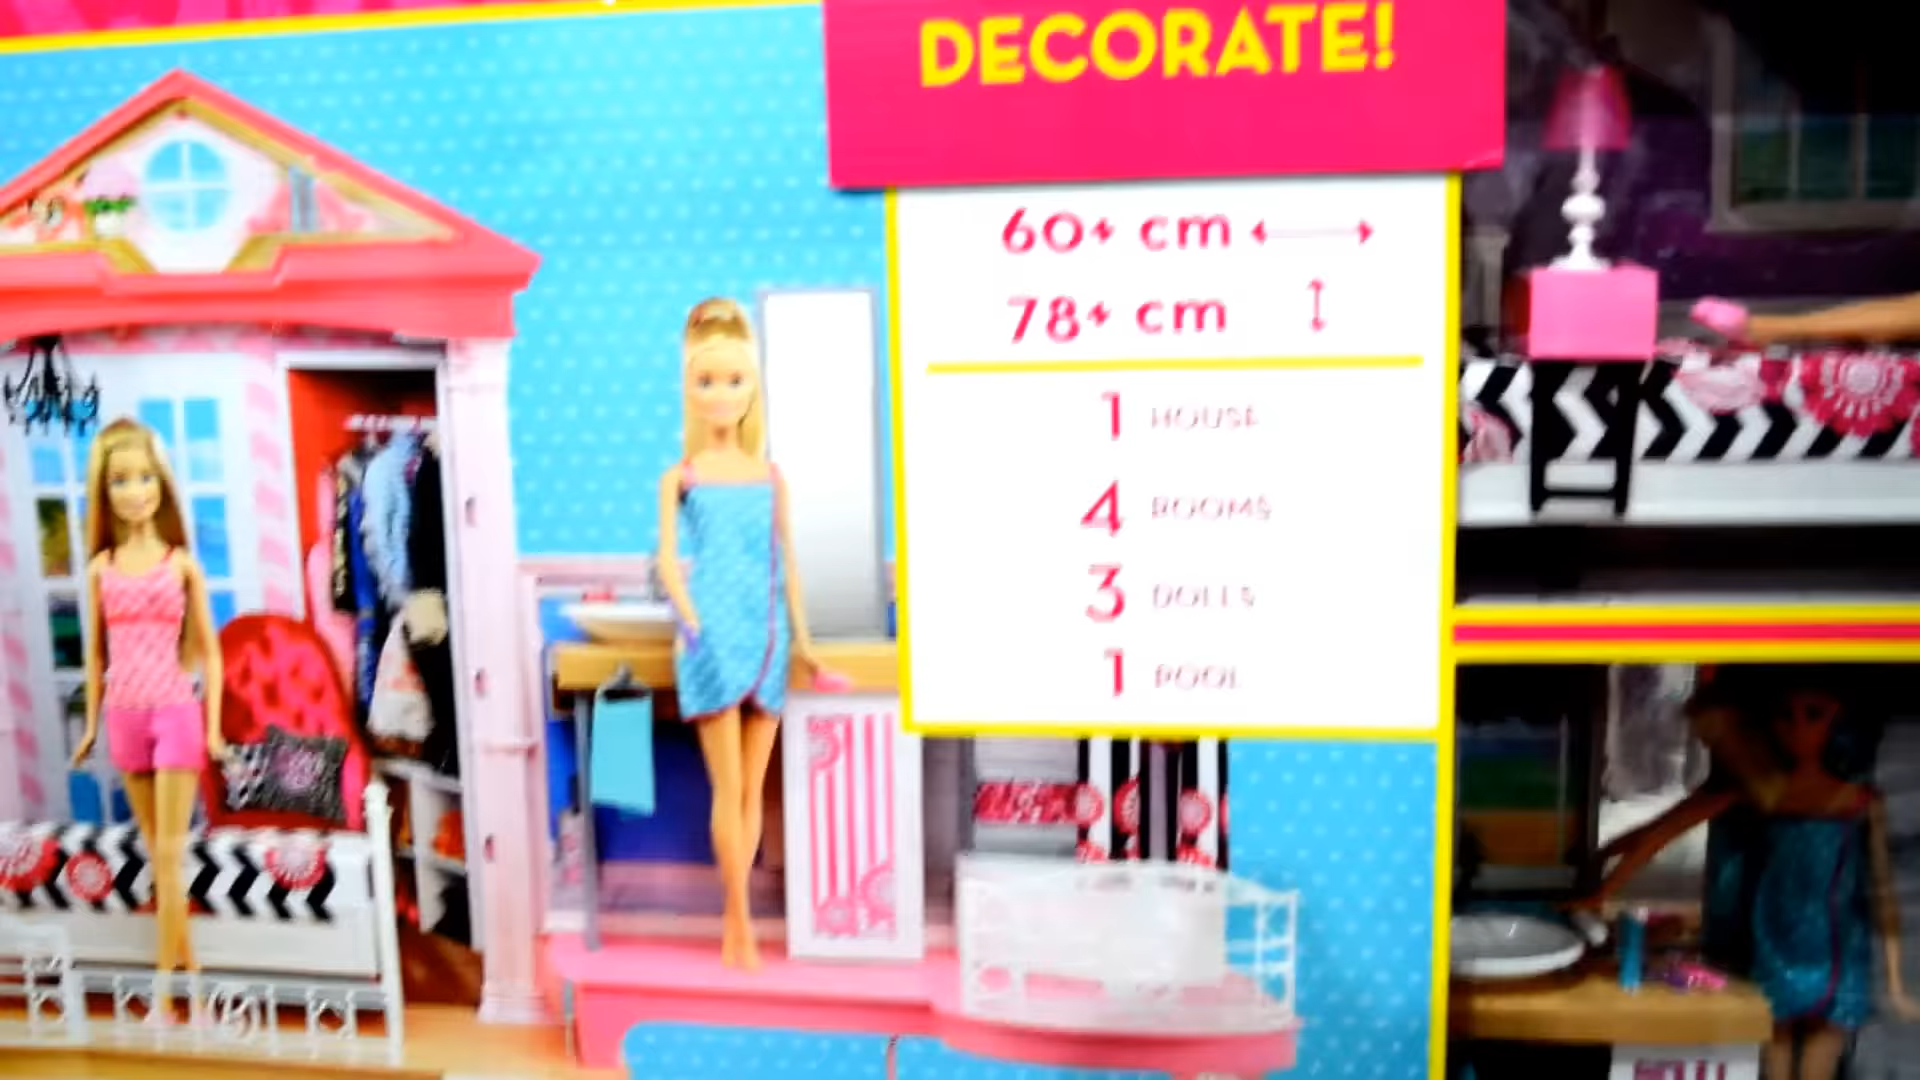 DECORATE!
60+ cm
78+ cm
1 HOUSE
4 ROOMS
3 DOLLS
1 POOL